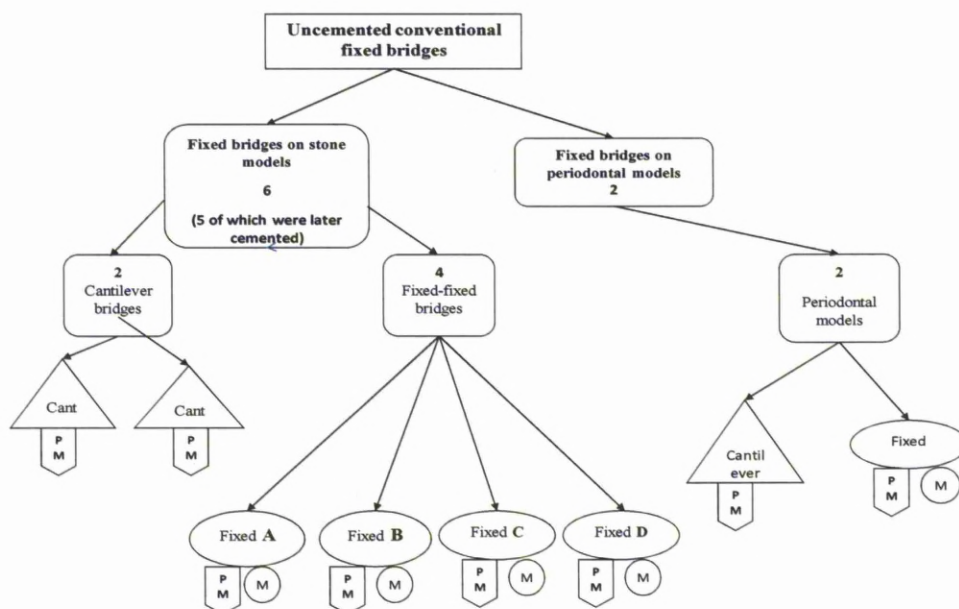 Uncemented conventional
fixed bridges
Fixed bridges on stone
models
6
(5 of which were later
cemented)
Fixed bridges on
periodontal models
2
2
Cantilever
bridges
4
Fixed-fixed
bridges
2
Periodontal
models
Cant
Cant
P
M
P
M
Cantil
ever
Fixed
P
M
P
M
M
Fixed A
Fixed B
Fixed C
Fixed D
P
M
M
P
M
M
P
M
M
P
M
M